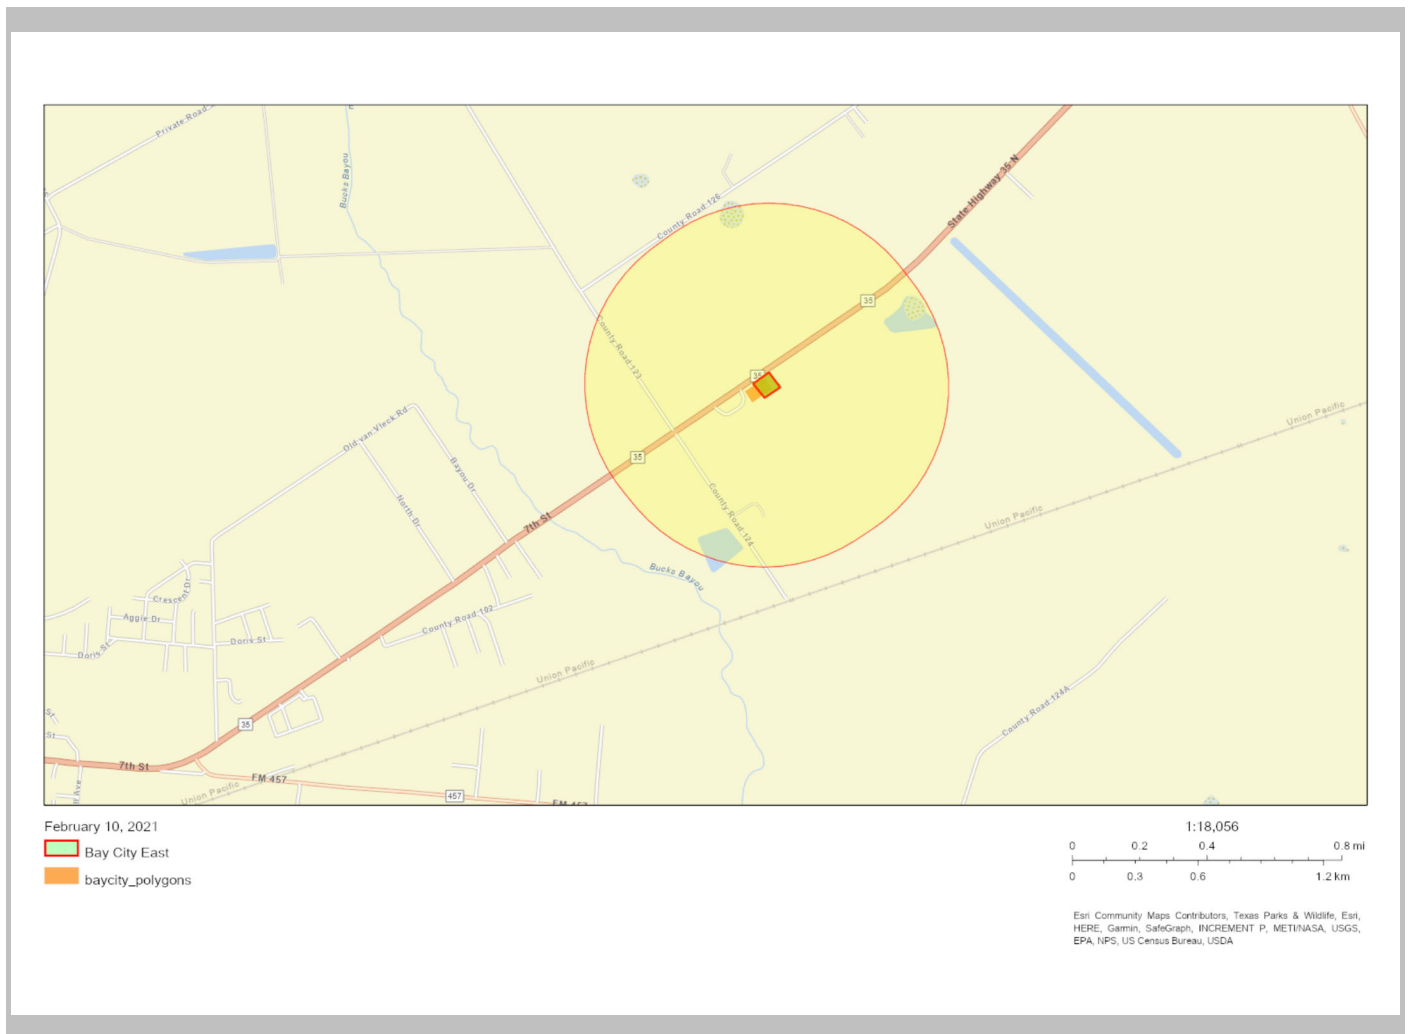 Private Road
Bucks Bayou
County Road 126
State Highway 35 N
35
County Road 123
35
Union Pacific
Old Van Vleck Rd
Bayou Dr
35
North Dr
County Road 124
7th St
Union Pacific
Bucks Bayou
Crescent Dr
Aggie Dr
County Road 102
Doris St
Doris St
Union Pacific
County Road 124A
St
35
St
7th St
FM 457
Union Pacific
457
FM 457
February 10, 2021
Bay City East
baycity_polygons
1:18,056
0 0.2 0.4 0.8 mi
0 0.3 0.6 1.2 km
Esri Community Maps Contributors, Texas Parks & Wildlife, Esri,
HERE, Garmin, SafeGraph, INCREMENT P, METI/NASA, USGS,
EPA, NPS, US Census Bureau, USDA